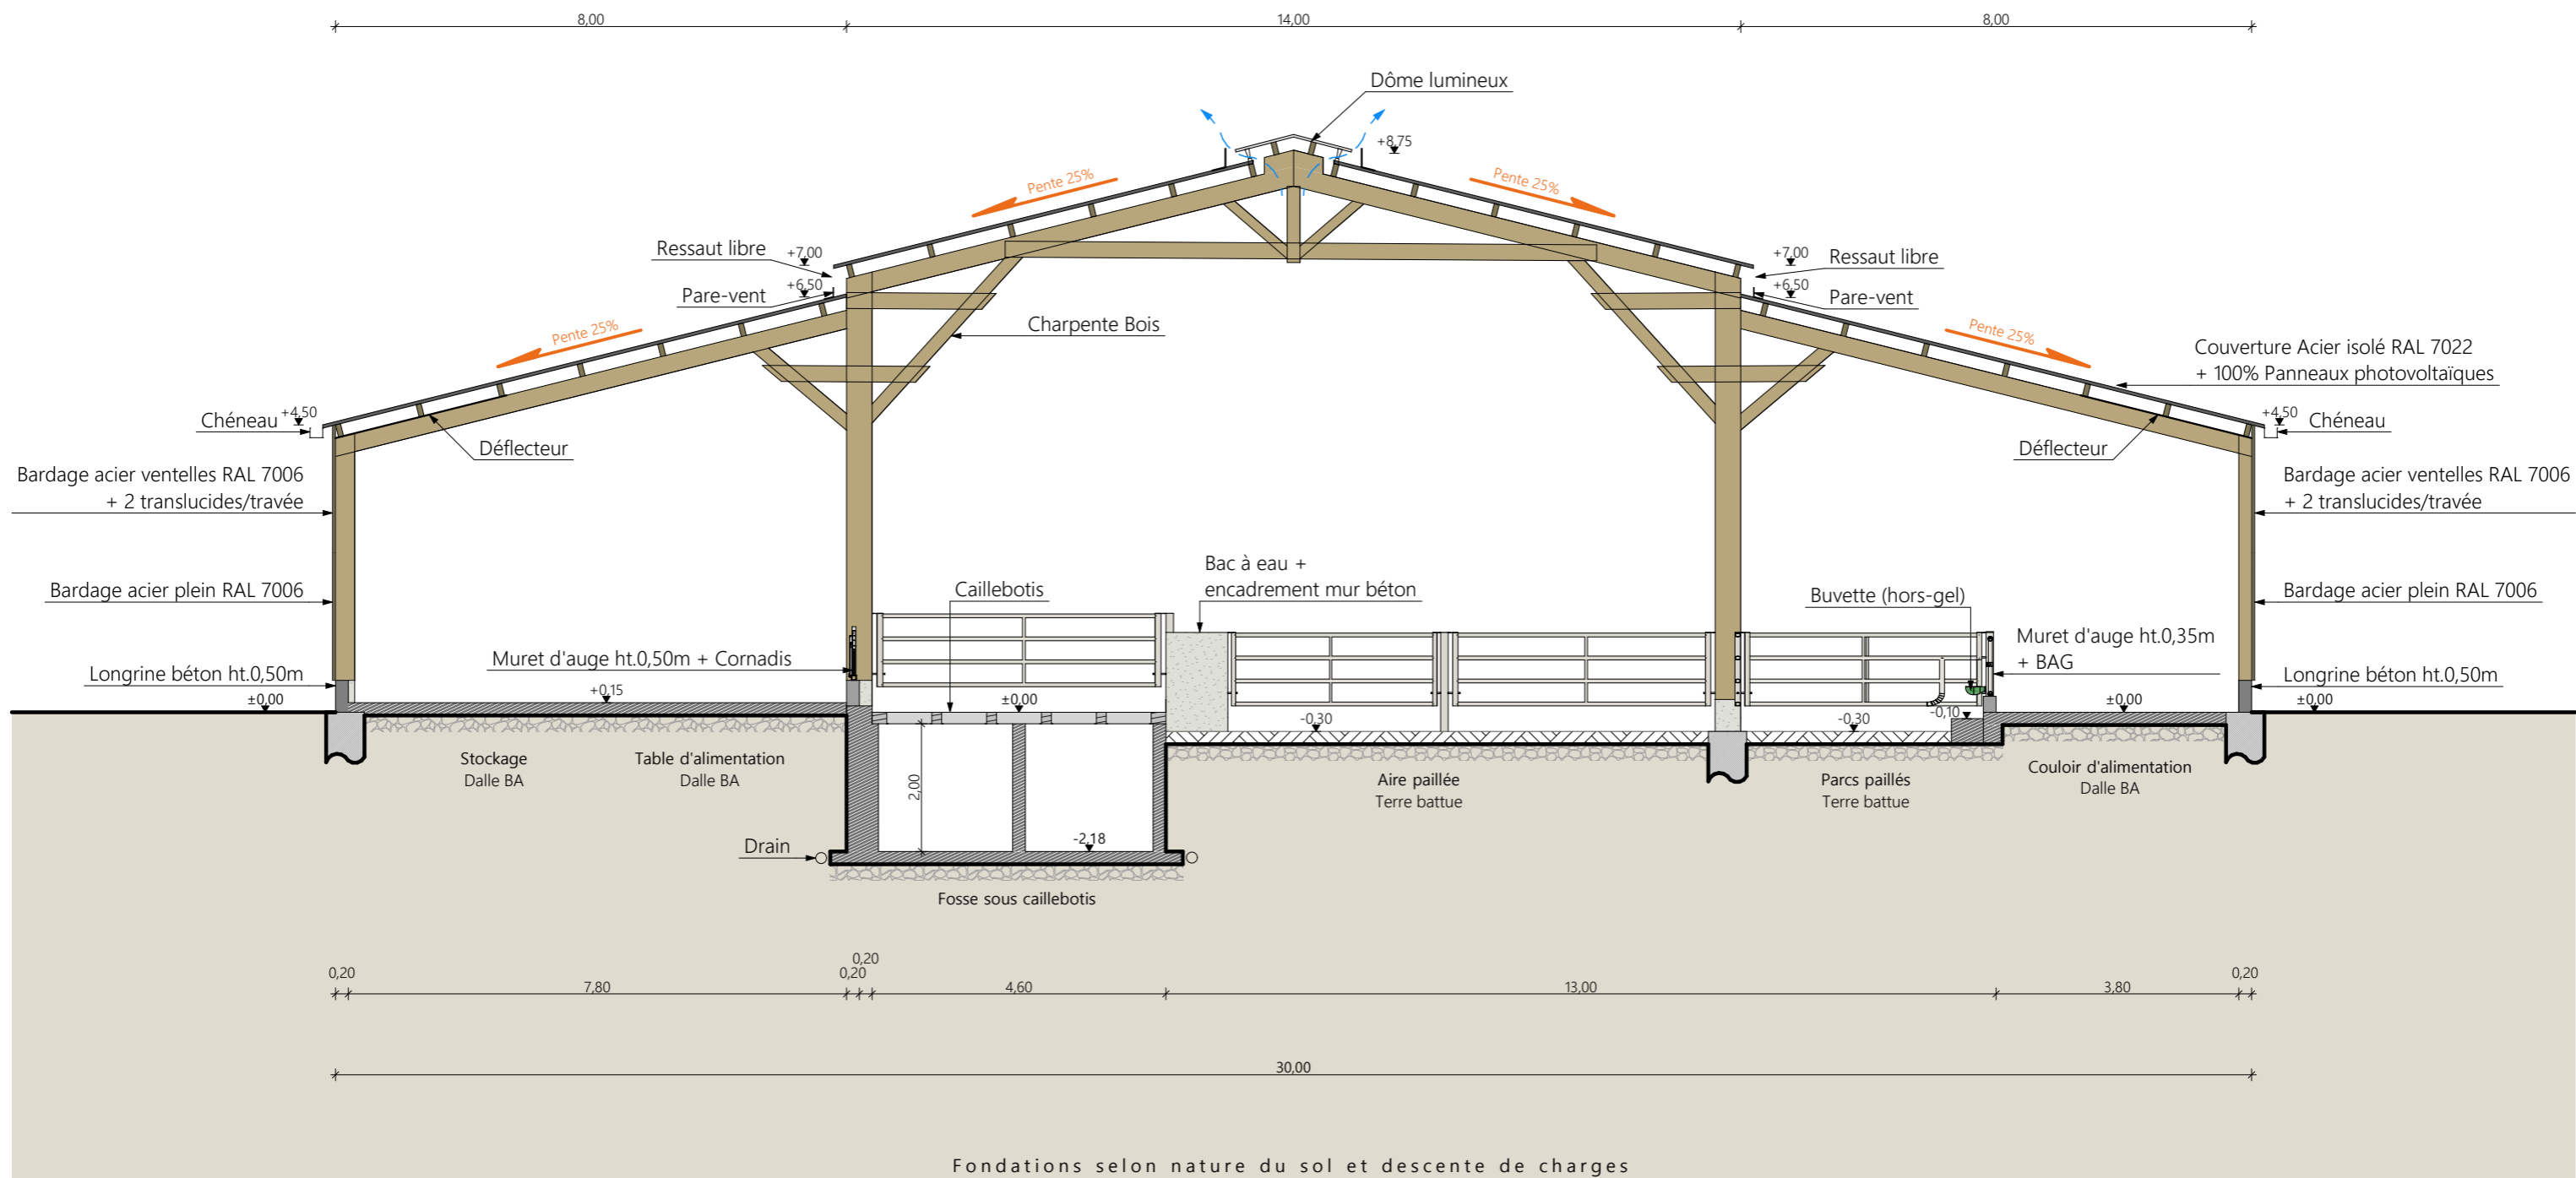 8,00
14,00
8,00
Dôme lumineux
+8,75
Pente 25%
Pente 25%
Ressaut libre
+7,00
+7,00
Ressaut libre
Pare-vent
+6,50
+6,50
Pare-vent
Charpente Bois
Pente 25%
Pente 25%
Couverture Acier isolé RAL 7022
+ 100% Panneaux photovoltaïques
Chéneau
+4,50
+4,50
Chéneau
Déflecteur
Déflecteur
Bardage acier ventelles RAL 7006
+ 2 translucides/travée
Bardage acier ventelles RAL 7006
+ 2 translucides/travée
Bac à eau +
encadrement mur béton
Bardage acier plein RAL 7006
Caillebotis
Buvette (hors-gel)
Bardage acier plein RAL 7006
Muret d'auge ht.0,50m + Cornadis
Muret d'auge ht.0,35m
+ BAG
Longrine béton ht.0,50m
Longrine béton ht.0,50m
±0,00
+0,15
±0,00
-0,30
-0,30
-0,10
±0,00
±0,00
Stockage
Dalle BA
Table d'alimentation
Dalle BA
2,00
Aire paillée
Terre battue
Parcs paillés
Terre battue
Couloir d'alimentation
Dalle BA
Drain
-2,18
Fosse sous caillebotis
0,20
7,80
0,20
0,20
4,60
13,00
3,80
0,20
30,00
Fondations selon nature du sol et descente de charges